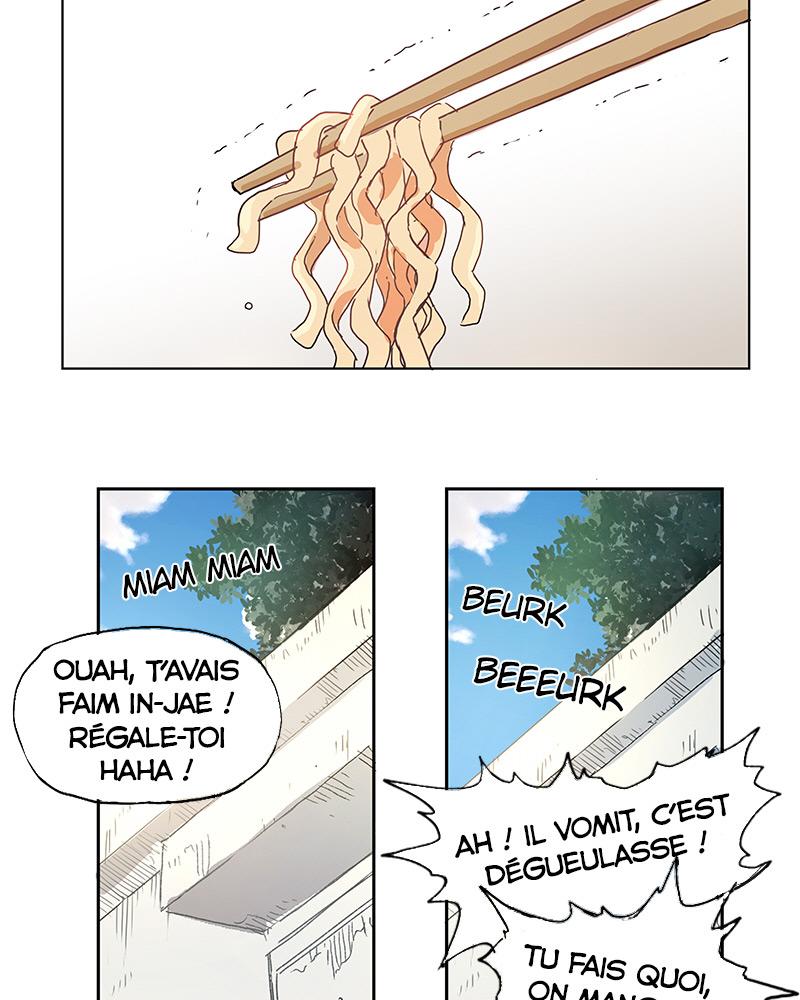 MIAM MIAM
OUAH, T'AVAIS
FAIM IN-JAE !
RÉGALE-TOI
HAHA !
BEURK
BEEEURK
AH ! IL VOMIT, C'EST
DÉGUEULASSE !
TU FAIS QUOI,
ON